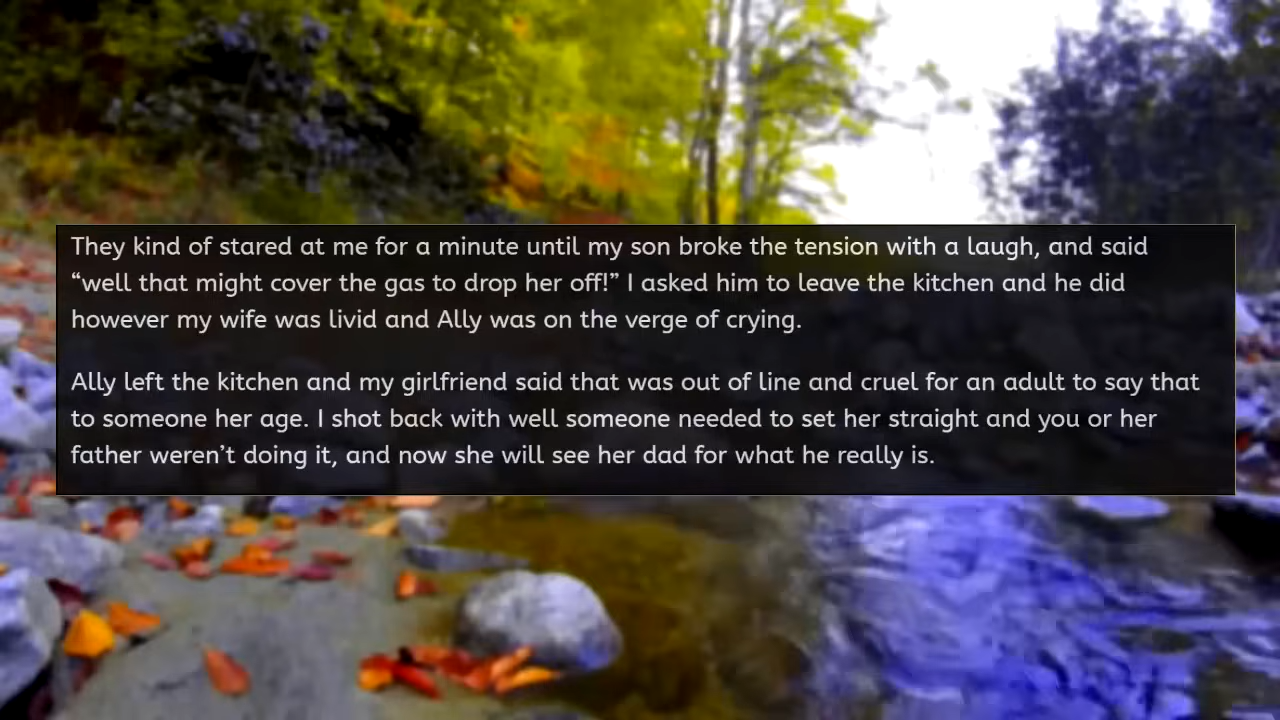 They kind of stared at me for a minute until my son broke the tension with a laugh, and said
“well that might cover the gas to drop her off!” I asked him to leave the kitchen and he did
however my wife was livid and Ally was on the verge of crying.
Ally left the kitchen and my girlfriend said that was out of line and cruel for an adult to say that
to someone her age. I shot back with well someone needed to set her straight and you or her
father weren’t doing it, and now she will see her dad for what he really is.